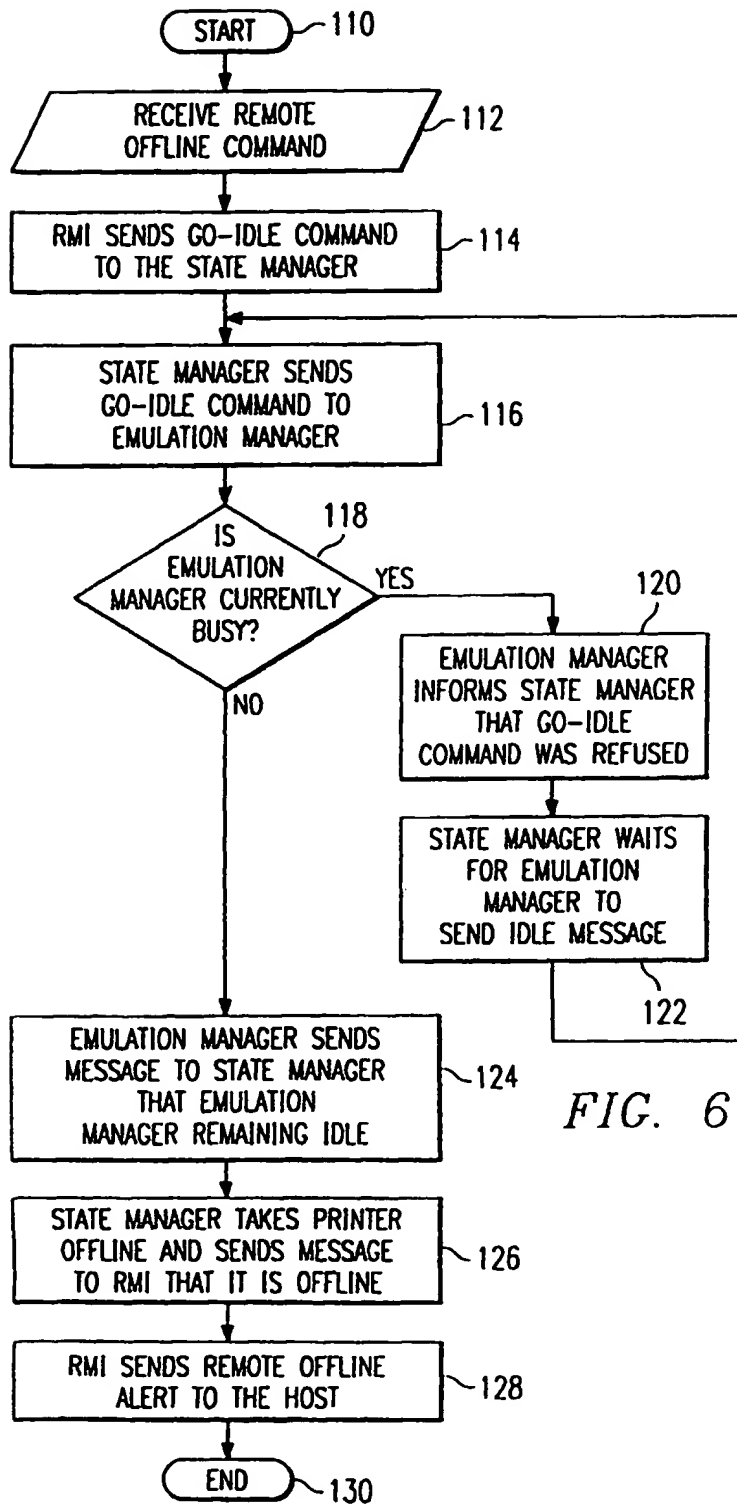 START
110
RECEIVE REMOTE
OFFLINE COMMAND
112
RMI SENDS GO-IDLE COMMAND
TO THE STATE MANAGER
114
STATE MANAGER SENDS
GO-IDLE COMMAND TO
EMULATION MANAGER
116
IS
EMULATION
MANAGER CURRENTLY
BUSY?
118
YES
NO
120
EMULATION MANAGER
INFORMS STATE MANAGER
THAT GO-IDLE
COMMAND WAS REFUSED
STATE MANAGER WAITS
FOR EMULATION
MANAGER TO
SEND IDLE MESSAGE
122
EMULATION MANAGER SENDS
MESSAGE TO STATE MANAGER
THAT EMULATION
MANAGER REMAINING IDLE
124
FIG. 6
STATE MANAGER TAKES PRINTER
OFFLINE AND SENDS MESSAGE
TO RMI THAT IT IS OFFLINE
126
RMI SENDS REMOTE OFFLINE
ALERT TO THE HOST
128
END
130